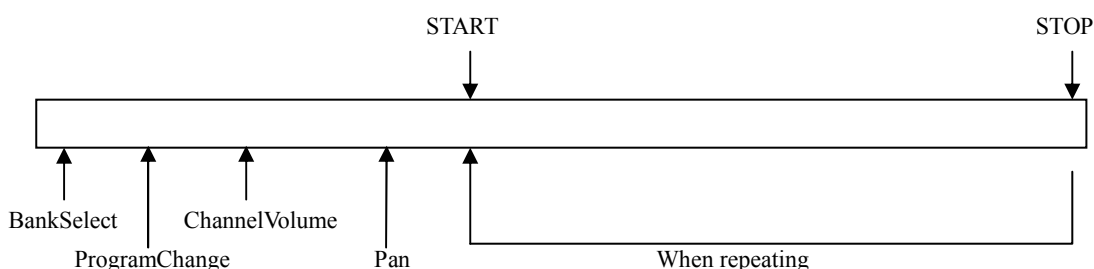 START STOP
BankSelect ChannelVolume
ProgramChange Pan When repeating